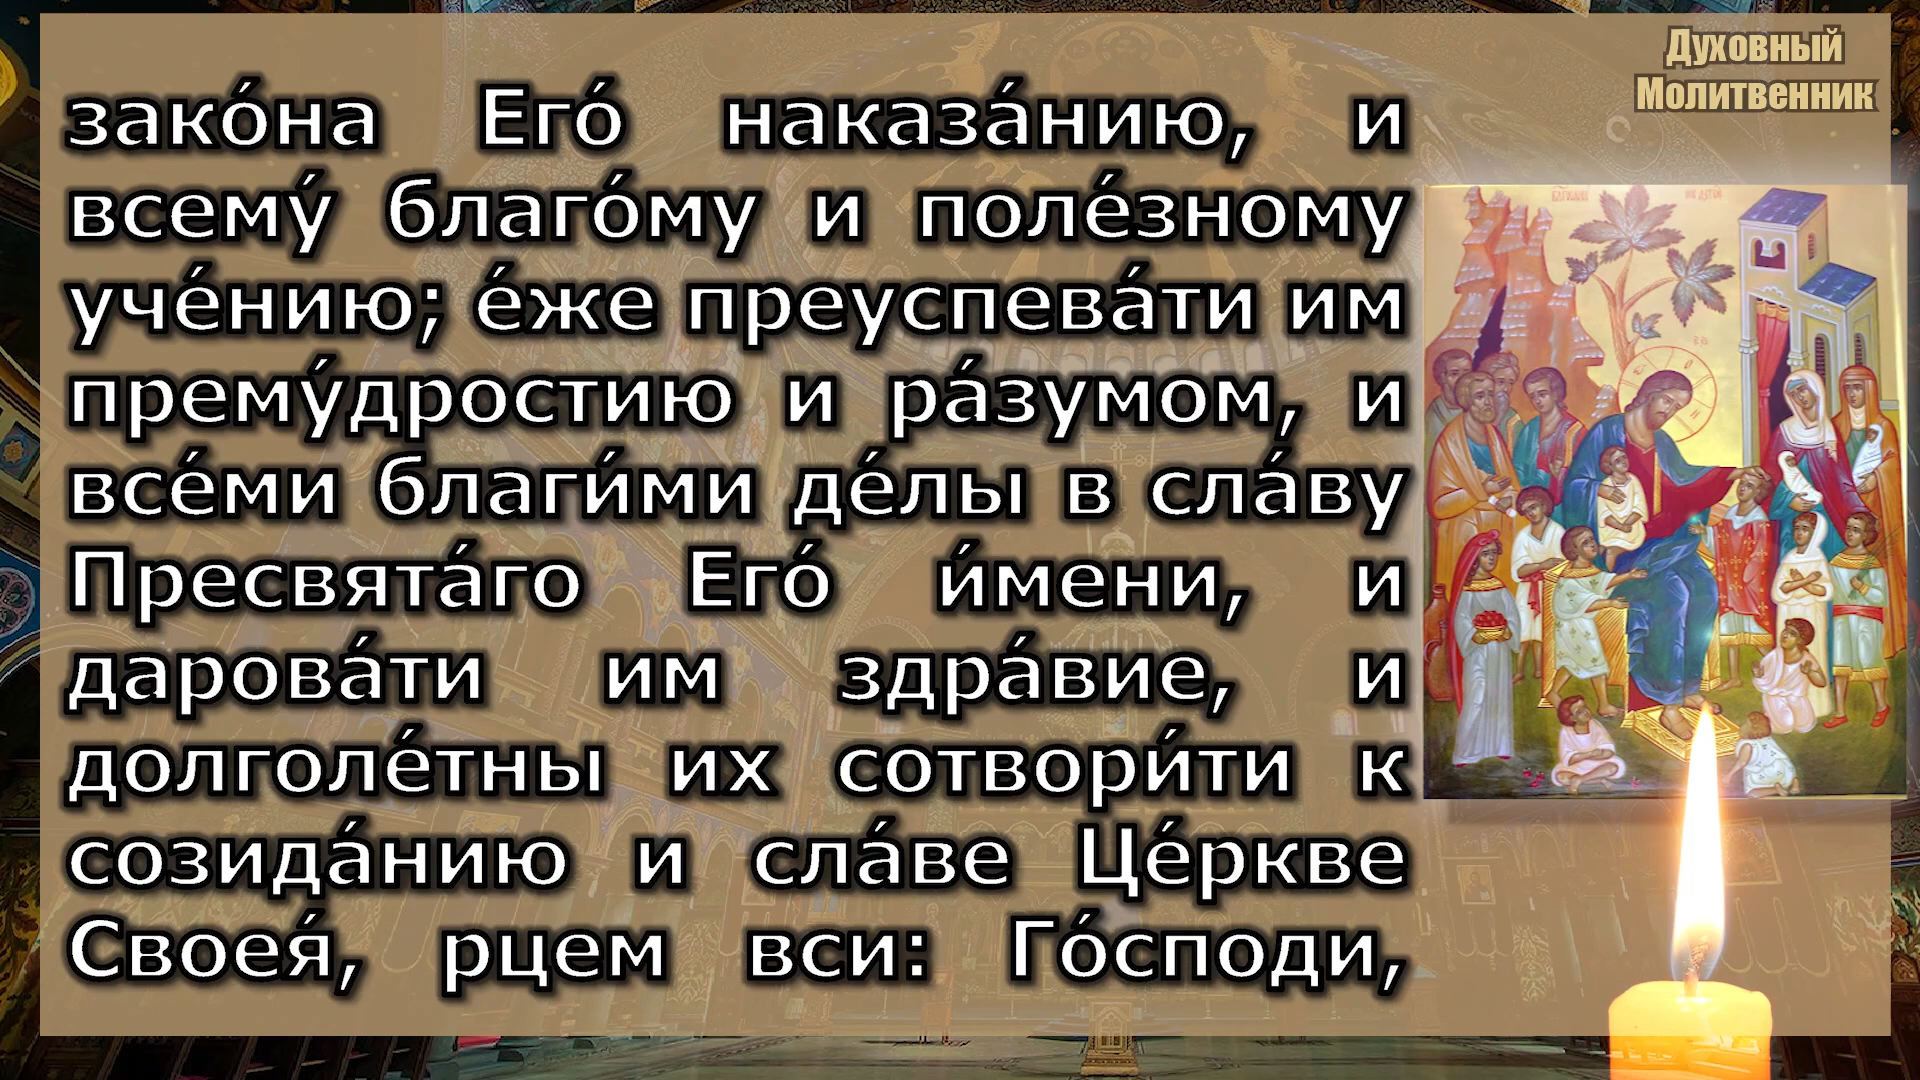 Духовный
Молитвенник
зако́на Его́ наказа́нию, и
всему́ благо́му и поле́зному
уче́нию; е́же преуспева́ти им
прему́дростию и ра́зумом, и
все́ми благи́ми де́лы в сла́ву
Пресвята́го Его́ и́мени, и
дарова́ти им здра́вие, и
долголе́тны их сотвори́ти к
созида́нию и сла́ве Це́ркве
Своея́, рцем вси: Го́споди,